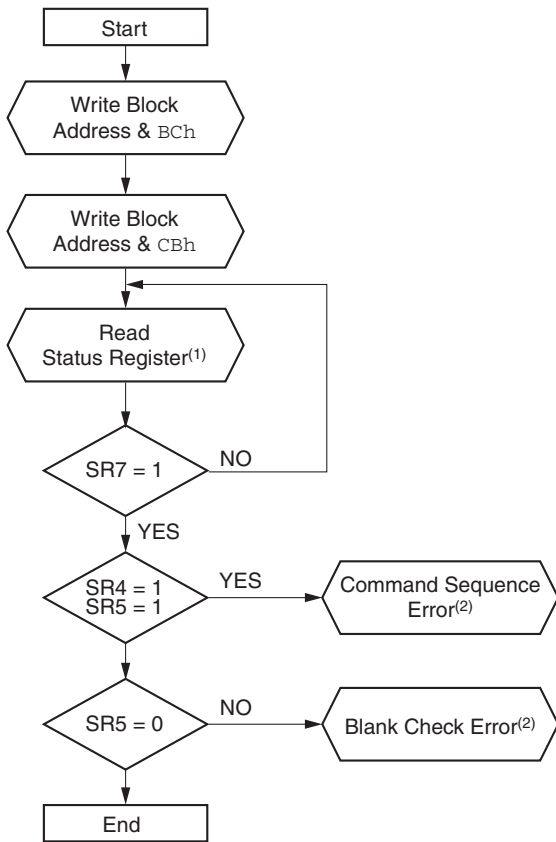 Start
Write Block
Address & BCh
Write Block
Address & CBh
Read
Status Register(1)
SR7 = 1
NO
YES
SR4 = 1
SR5 = 1
YES
Command Sequence
Error(2)
SR5 = 0
NO
Blank Check Error(2)
End